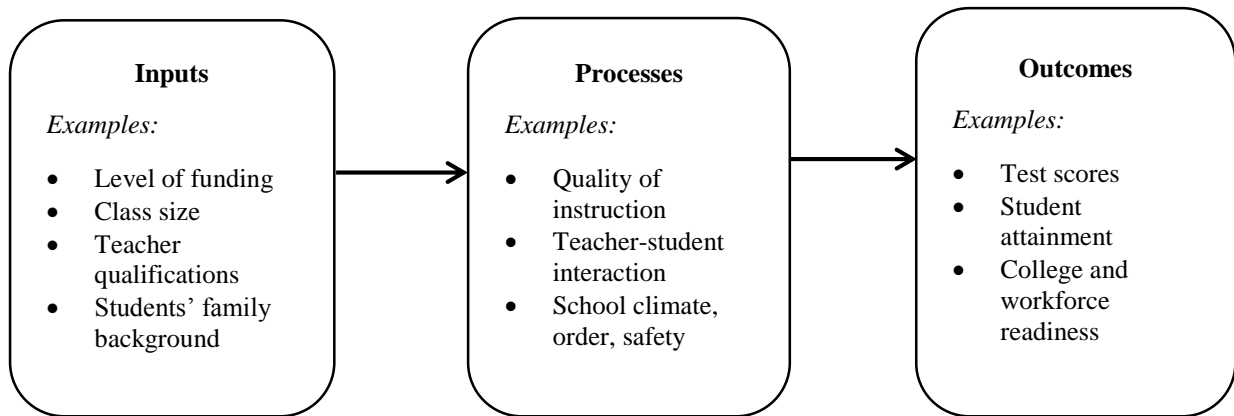 Inputs
Examples:
• Level of funding
• Class size
• Teacher
qualifications
• Students’ family
background
Processes
Examples:
• Quality of
instruction
• Teacher-student
interaction
• School climate,
order, safety
Outcomes
Examples:
• Test scores
• Student
attainment
• College and
workforce
readiness